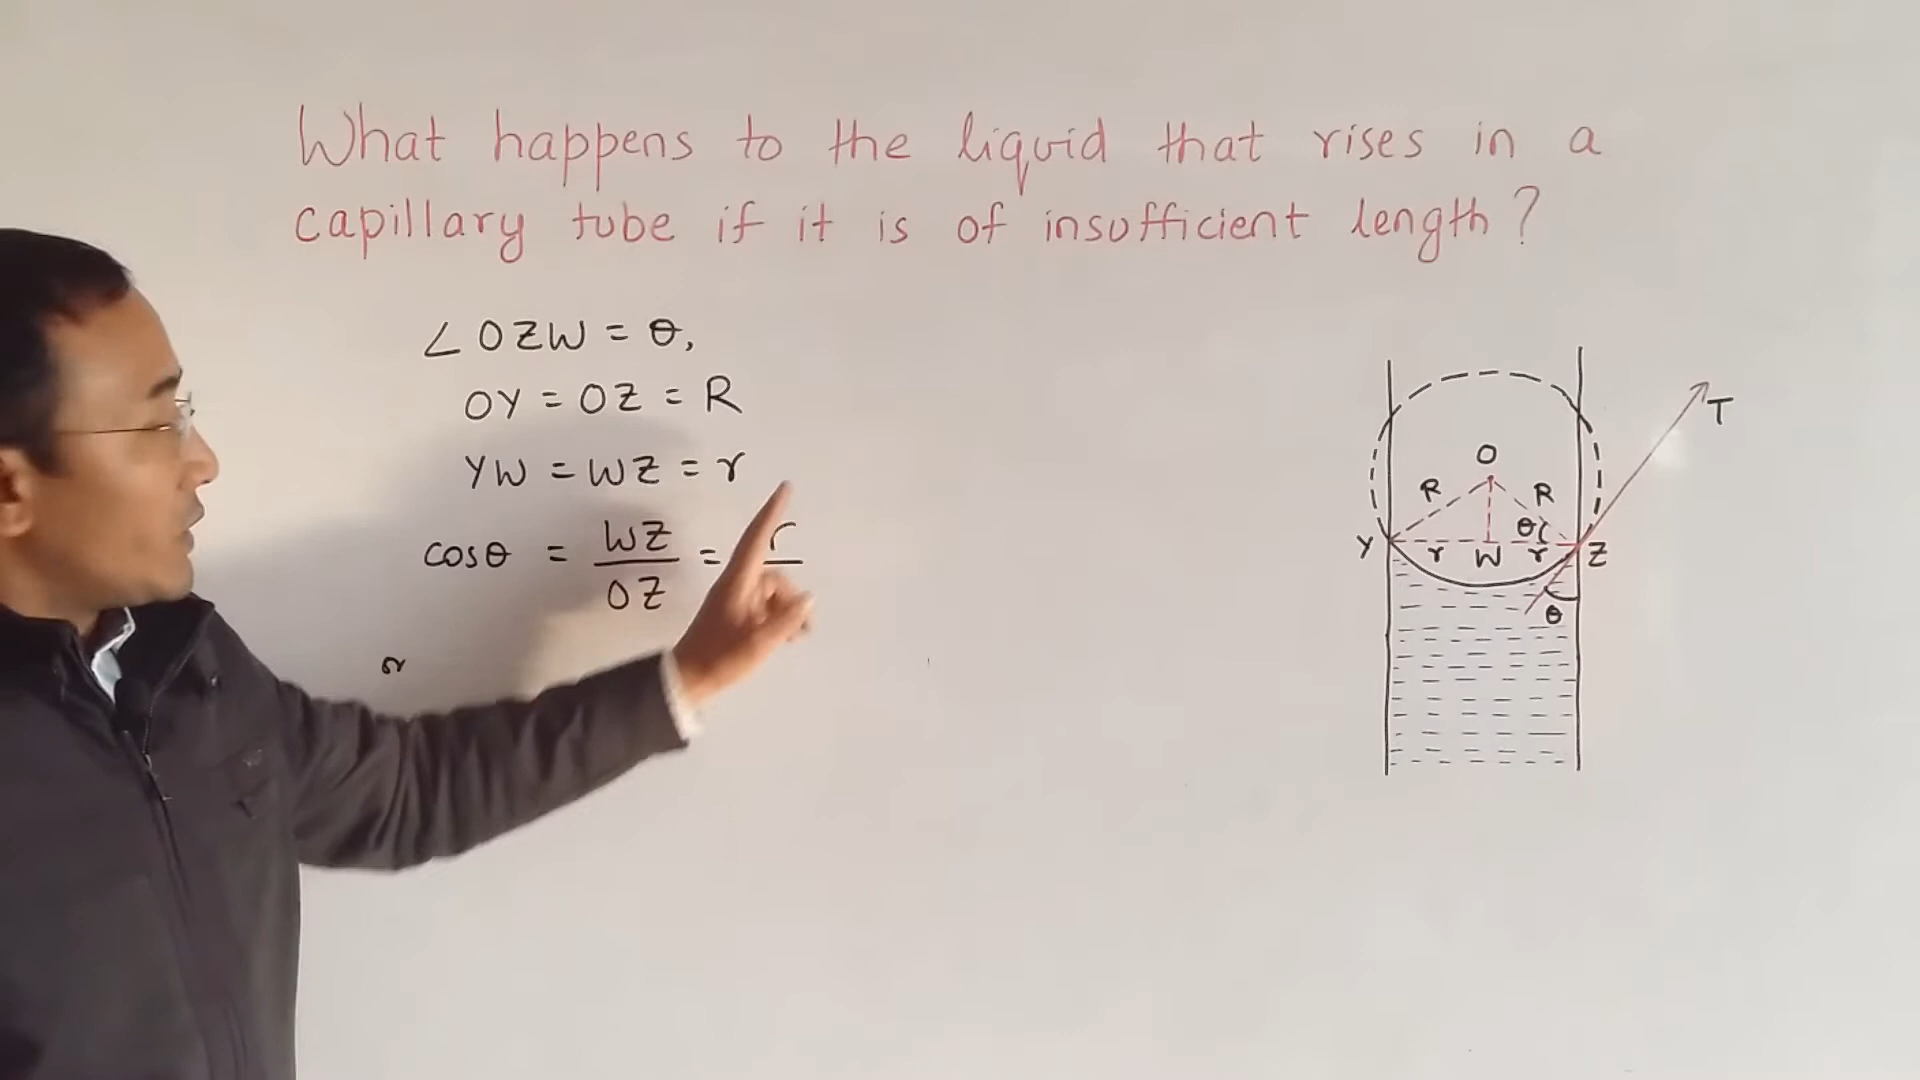 What happens to the liquid that rises in a
capillary tube if it is of insufficient length?
∠OZW = θ,
OY = OZ = R
YW = WZ = r
cosθ = WZ/OZ = r
or
T
O
R R
θ
Y r W r Z
θ